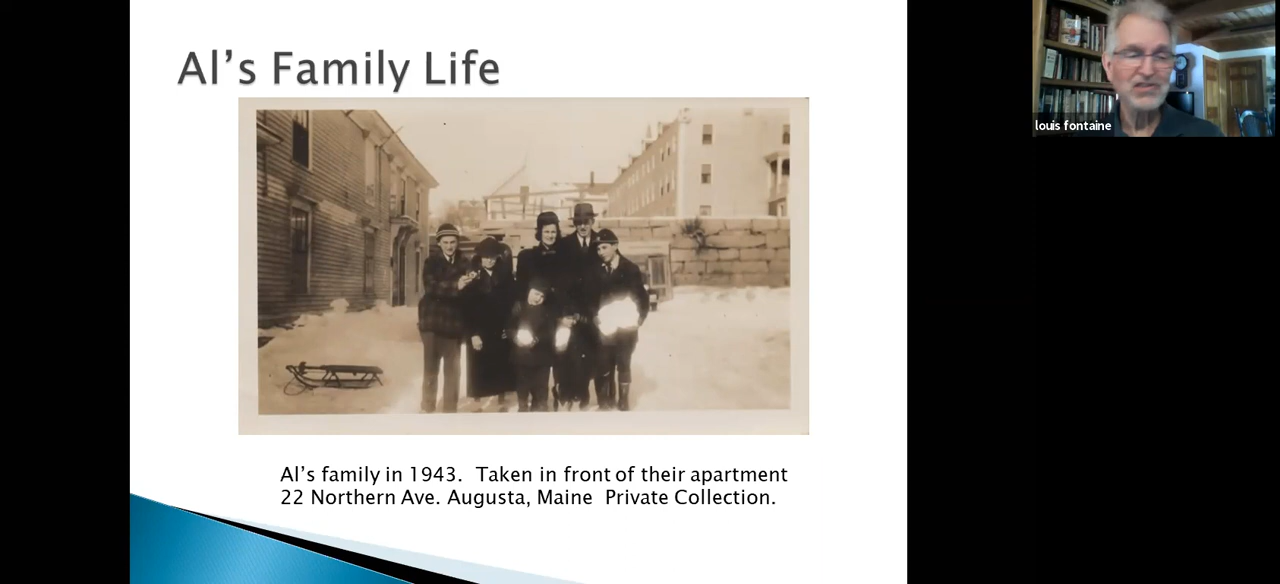 Al's Family Life
louis fontaine
Al's family in 1943.  Taken in front of their apartment
22 Northern Ave. Augusta, Maine  Private Collection.